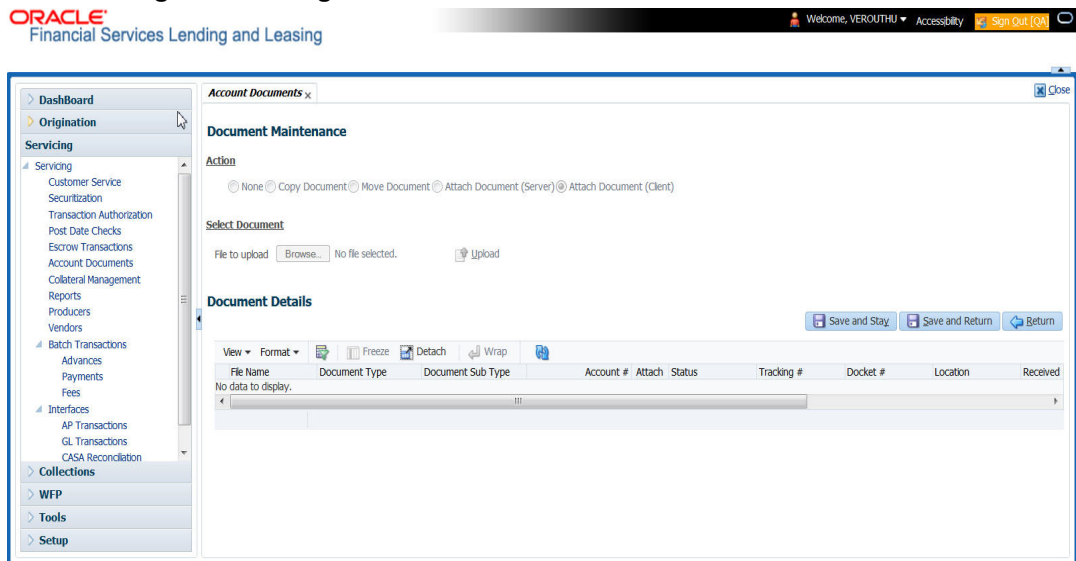 ORACLE
Financial Services Lending and Leasing
Welcome, VEROUTHU Accessibility Sign Out [QA]
Close
DashBoard
Origination
Servicing
Servicing
Customer Service
Securitization
Transaction Authorization
Post Date Checks
Escrow Transactions
Account Documents
Collateral Management
Reports
Producers
Vendors
Batch Transactions
Advances
Payments
Fees
Interfaces
AP Transactions
GL Transactions
CASA Reconciliation
Collections
WFP
Tools
Setup
Account Documents x
Document Maintenance
Action
None Copy Document Move Document Attach Document (Server) Attach Document (Client)
Select Document
File to upload Browse... No file selected. Upload
Document Details
Save and Stay Save and Return Return
View Format Freeze Detach Wrap
File Name Document Type Document Sub Type Account # Attach Status Tracking # Docket # Location Received
No data to display.